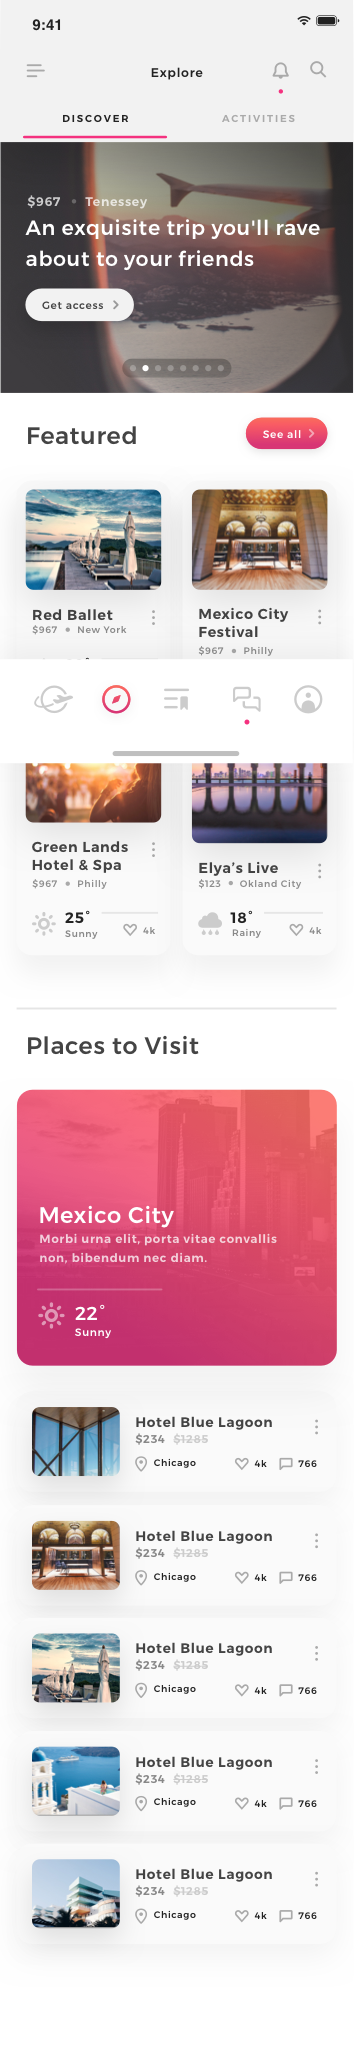 9:41
Explore
DISCOVER
ACTIVITIES
$967 • Tenessey
An exquisite trip you'll rave
about to your friends
Get access
Featured
See all
Red Ballet
$967 • New York
Mexico City
Festival
$967 • Philly
Green Lands
Hotel & Spa
$967 • Philly
25°
Sunny
4k
Elya's Live
$123 • Okland City
18°
Rainy
4k
Places to Visit
Mexico City
Morbi urna elit, porta vitae convallis
non, bibendum nec diam.
22°
Sunny
Hotel Blue Lagoon
$234 $1285
Chicago 4k 766
Hotel Blue Lagoon
$234 $1285
Chicago 4k 766
Hotel Blue Lagoon
$234 $1285
Chicago 4k 766
Hotel Blue Lagoon
$234 $1285
Chicago 4k 766
Hotel Blue Lagoon
$234 $1285
Chicago 4k 766